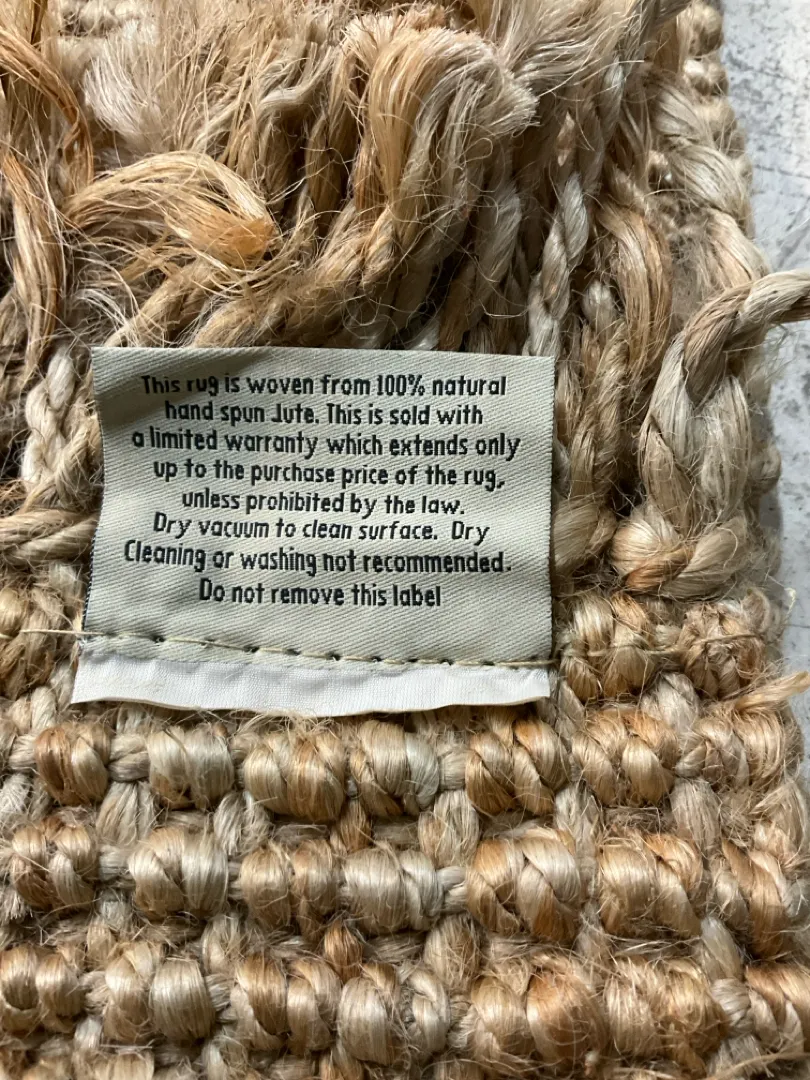 This rug is woven from 100% natural
hand spun Jute. This is sold with
a limited warranty which extends only
up to the purchase price of the rug,
unless prohibited by the law.
Dry vacuum to clean surface. Dry
Cleaning or washing not recommended.
Do not remove this label